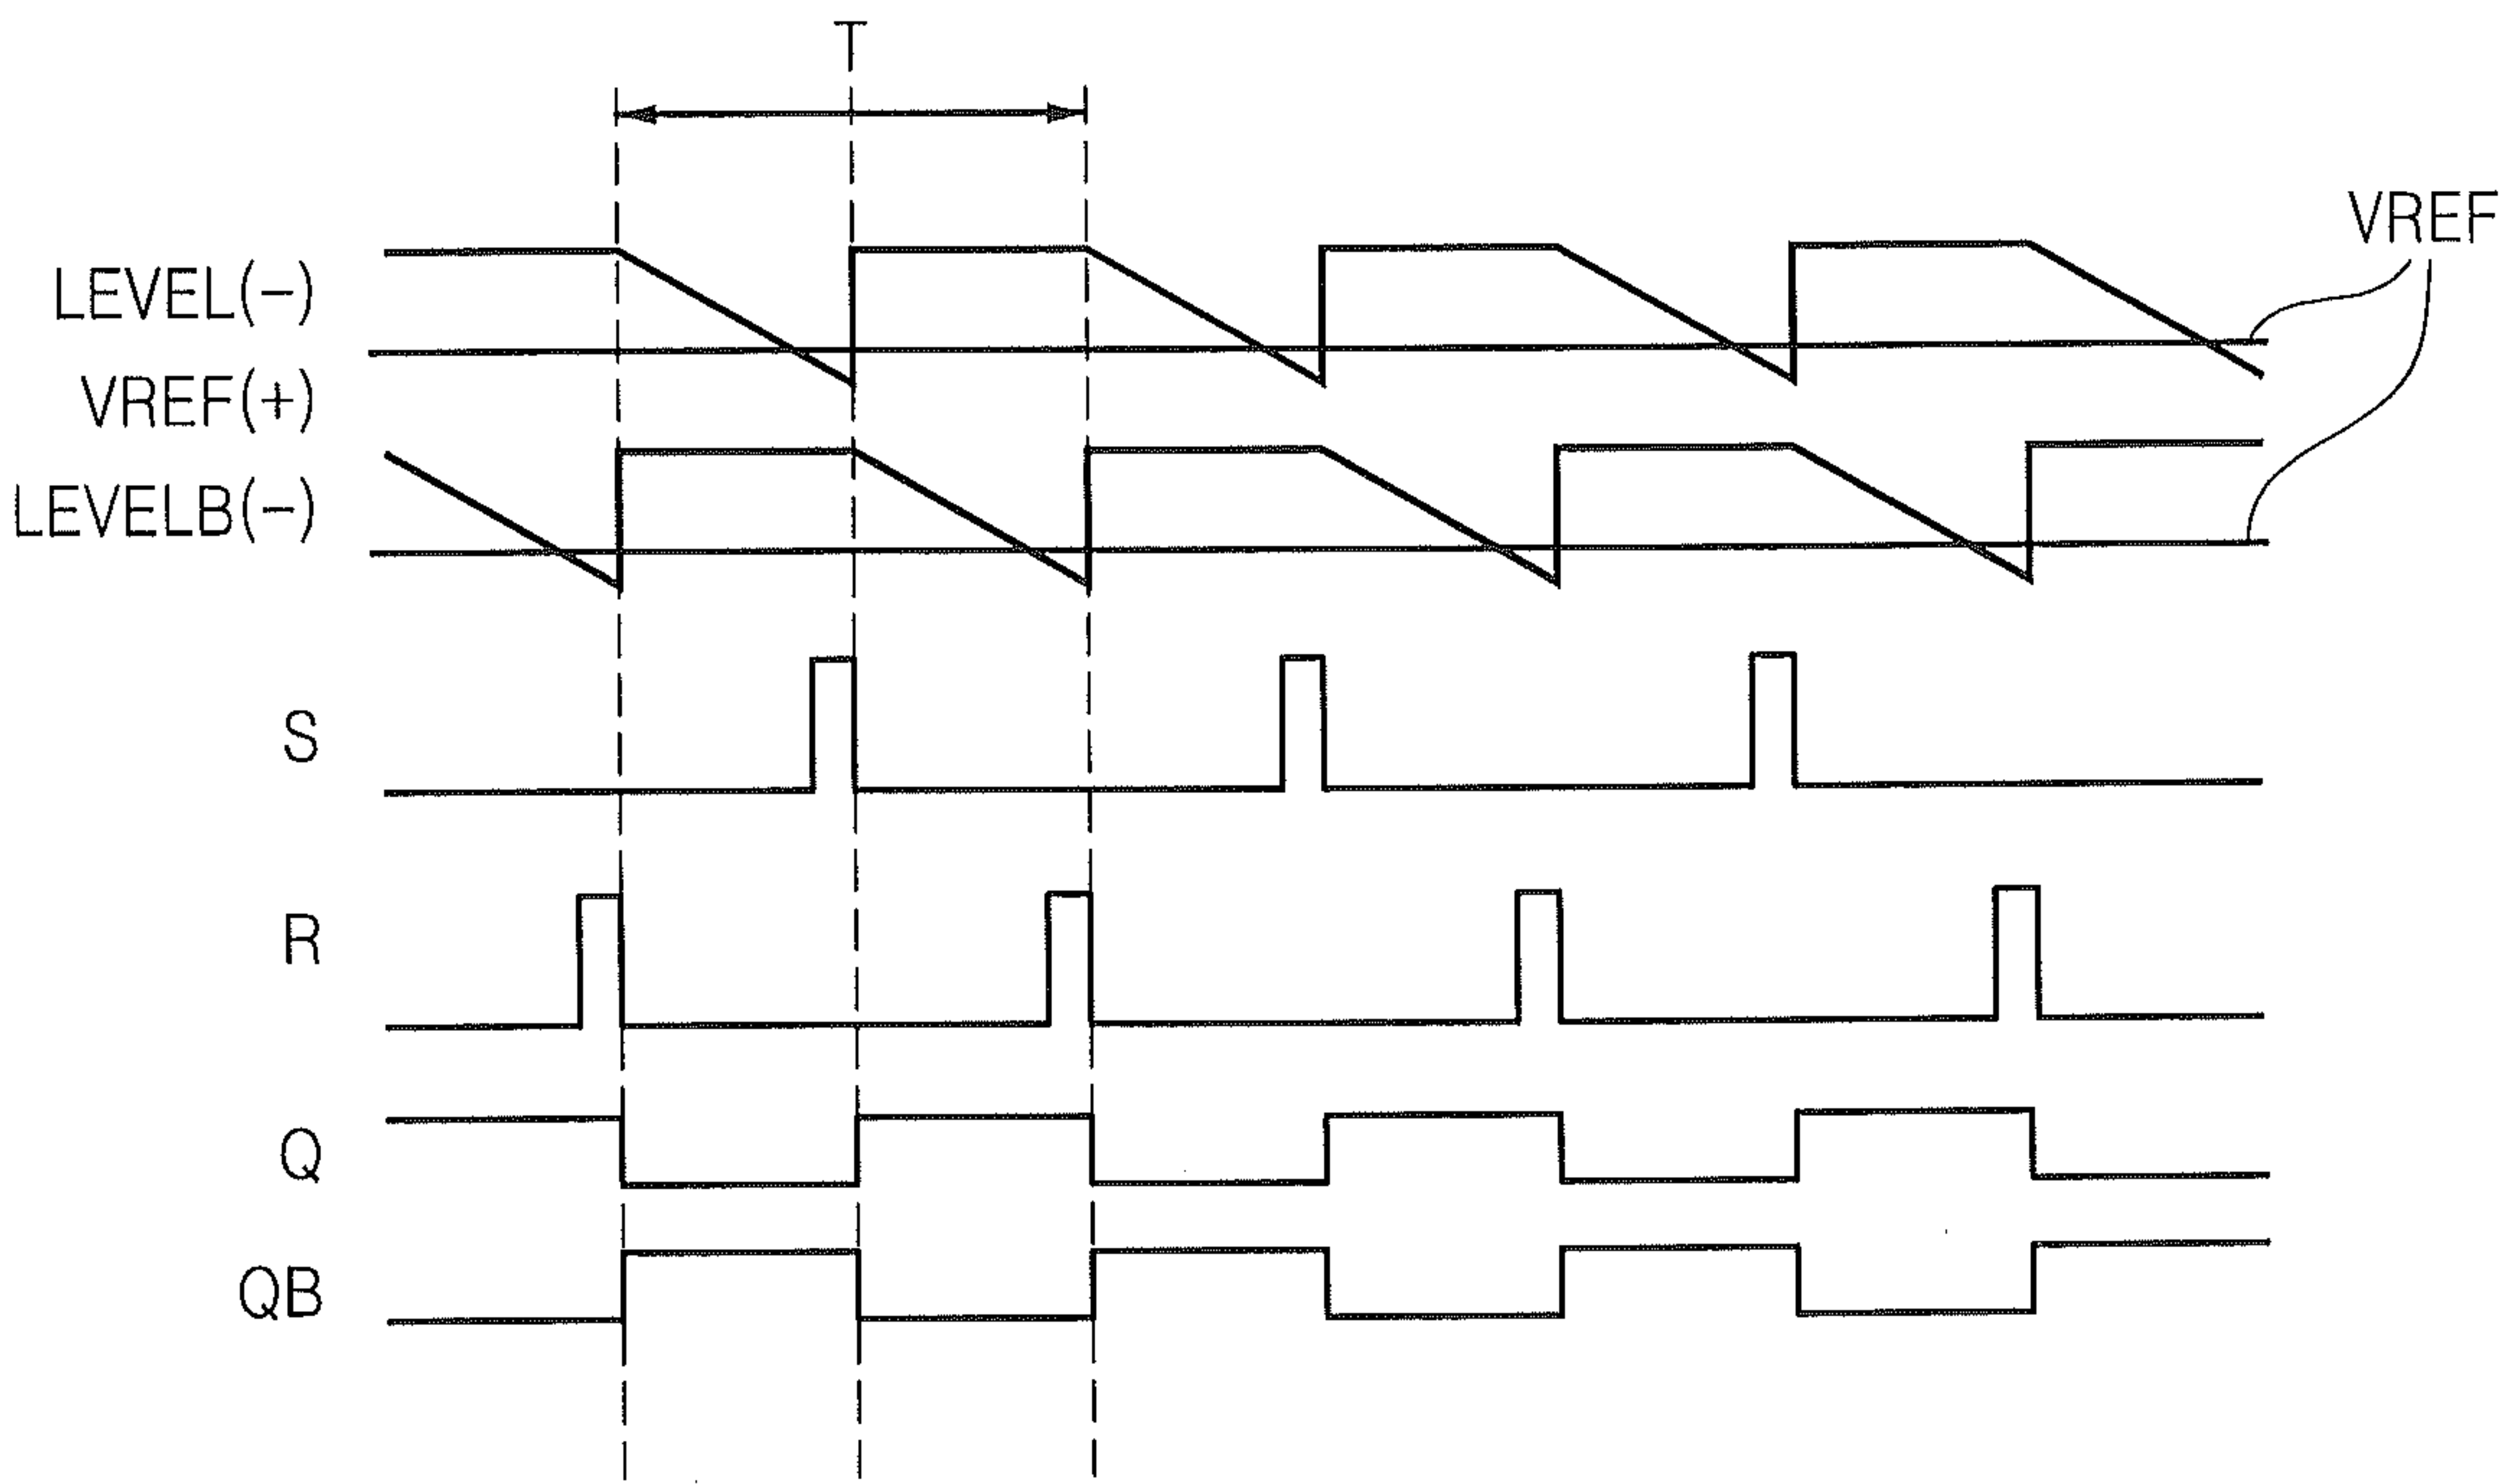 T
VREF
LEVEL(-)
VREF(+)
LEVELB(-)
S
R
Q
QB